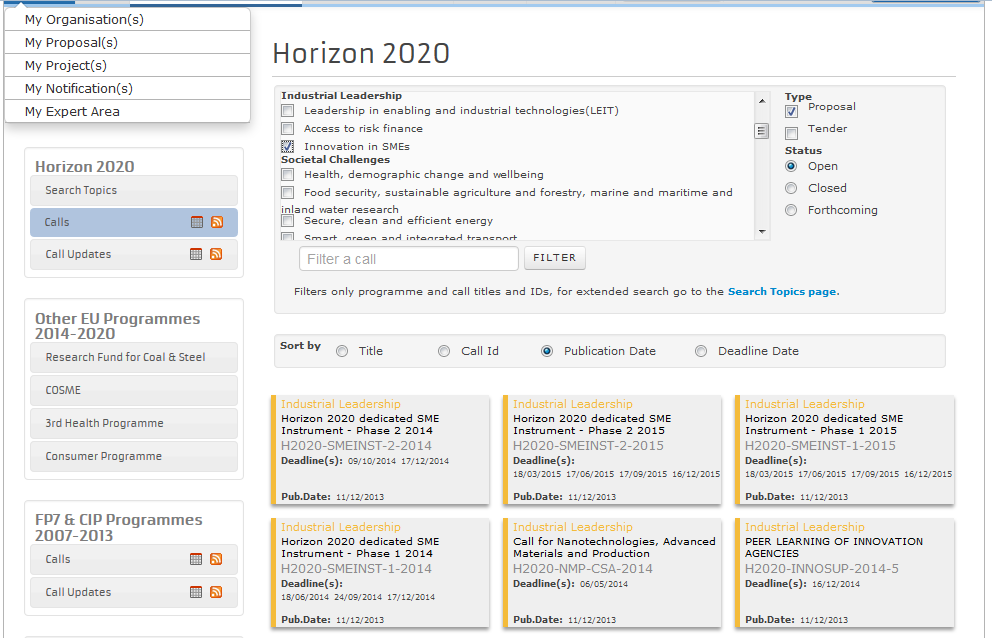 My Organisation(s)
My Proposal(s)
My Project(s)
My Notification(s)
My Expert Area
Horizon 2020
Search Topics
Calls
Call Updates
Other EU Programmes
2014-2020
Research Fund for Coal & Steel
COSME
3rd Health Programme
Consumer Programme
FP7 & CIP Programmes
2007-2013
Calls
Call Updates
Horizon 2020
Industrial Leadership
Leadership in enabling and industrial technologies(LEIT)
Access to risk finance
Innovation in SMEs
Societal Challenges
Health, demographic change and wellbeing
Food security, sustainable agriculture and forestry, marine and maritime and
inland water research
Secure, clean and efficient energy
Smart, green and integrated transport
Type
Proposal
Tender
Status
Open
Closed
Forthcoming
Filter a call
FILTER
Filters only programme and call titles and IDs, for extended search go to the Search Topics page.
Sort by
Title
Call Id
Publication Date
Deadline Date
Industrial Leadership
Horizon 2020 dedicated SME
Instrument - Phase 2 2014
H2020-SMEINST-2-2014
Deadline(s): 09/10/2014 17/12/2014
Pub.Date: 11/12/2013
Industrial Leadership
Horizon 2020 dedicated SME
Instrument - Phase 2 2015
H2020-SMEINST-2-2015
Deadline(s):
18/03/2015 17/06/2015 17/09/2015 16/12/2015
Pub.Date: 11/12/2013
Industrial Leadership
Horizon 2020 dedicated SME
Instrument - Phase 1 2015
H2020-SMEINST-1-2015
Deadline(s):
18/03/2015 17/06/2015 17/09/2015 16/12/2015
Pub.Date: 11/12/2013
Industrial Leadership
Horizon 2020 dedicated SME
Instrument - Phase 1 2014
H2020-SMEINST-1-2014
Deadline(s):
18/06/2014 24/09/2014 17/12/2014
Pub.Date: 11/12/2013
Industrial Leadership
Call for Nanotechnologies, Advanced
Materials and Production
H2020-NMP-CSA-2014
Deadline(s): 06/05/2014
Pub.Date: 11/12/2013
Industrial Leadership
PEER LEARNING OF INNOVATION
AGENCIES
H2020-INNOSUP-2014-5
Deadline(s): 16/12/2014
Pub.Date: 11/12/2013